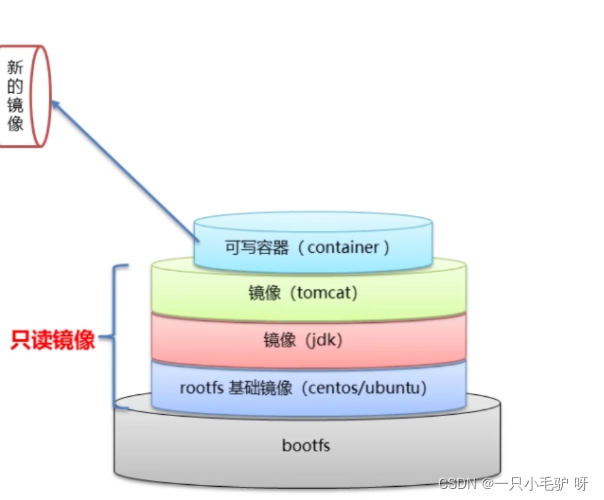 新的镜像
可写容器（container）
镜像（tomcat）
只读镜像
镜像（jdk）
rootfs 基础镜像（centos/ubuntu）
bootfs
CSDN @一只小毛驴 呀